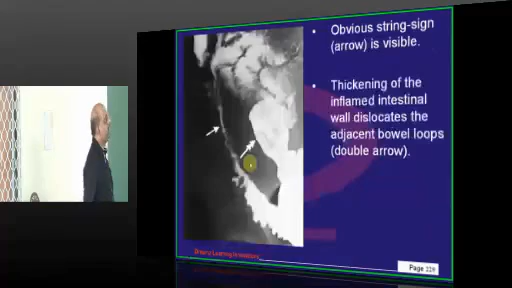 • Obvious string-sign
(arrow) is visible.
• Thickening of the
inflamed intestinal
wall dislocates the
adjacent bowel loops
(double arrow).
Page 229